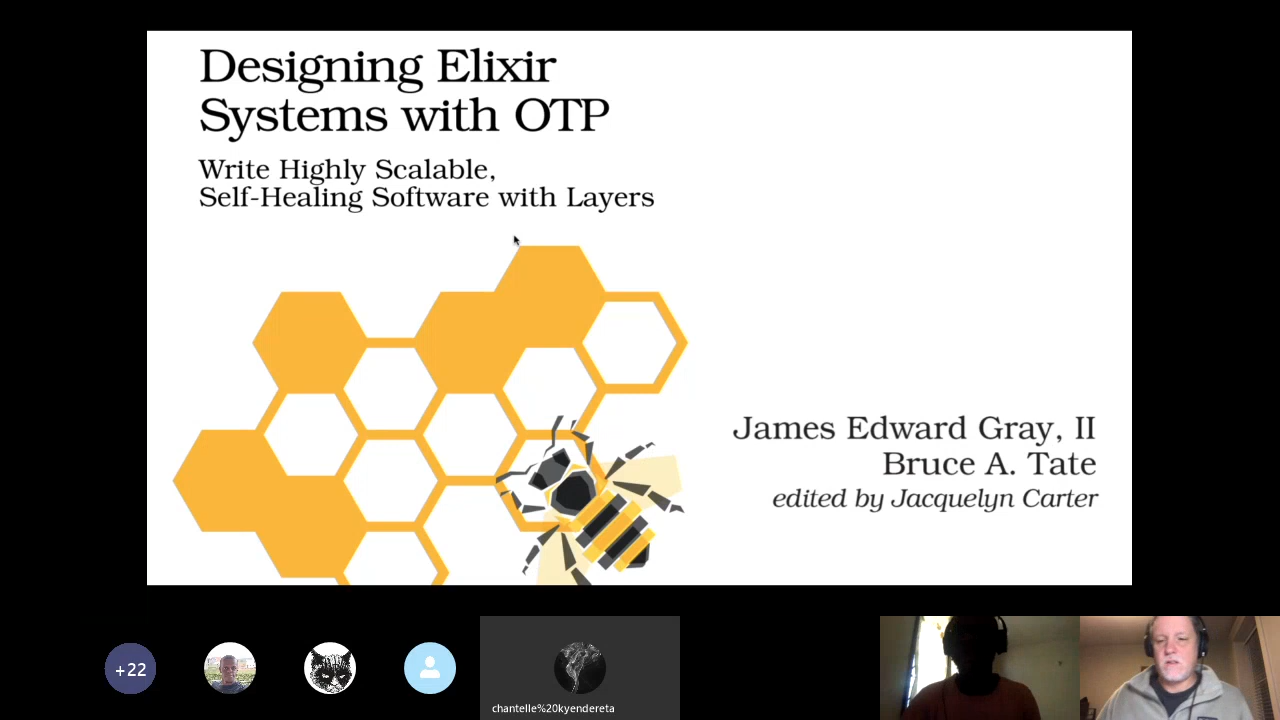 Designing Elixir
Systems with OTP
Write Highly Scalable,
Self-Healing Software with Layers
James Edward Gray, II
Bruce A. Tate
edited by Jacquelyn Carter
+22
chantelle%20kyendereta